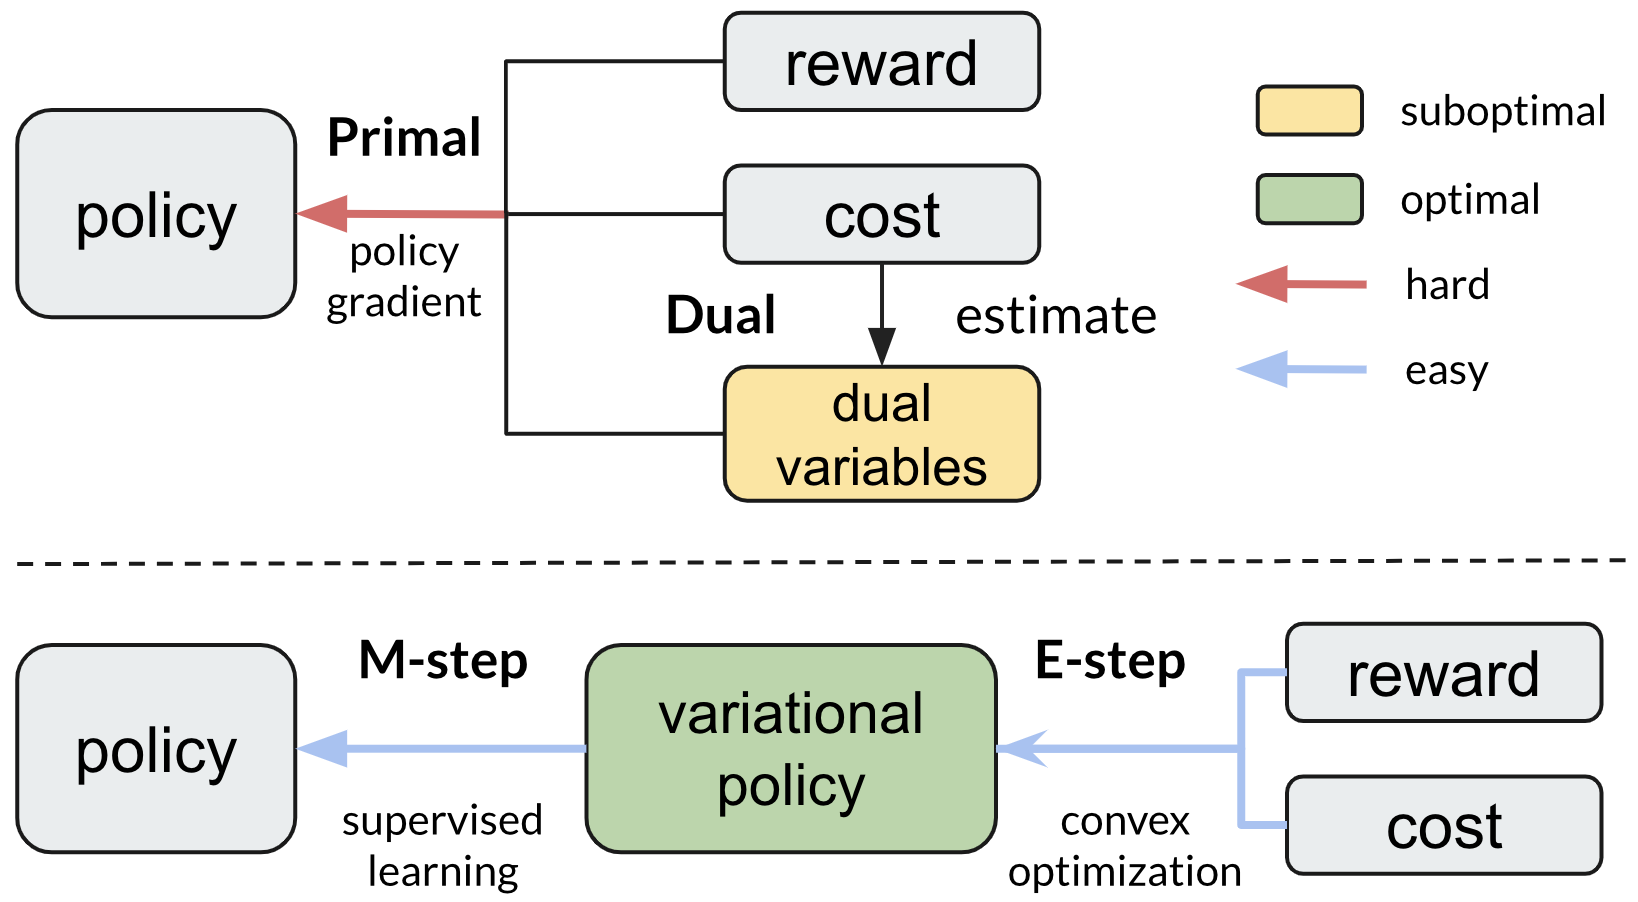 reward
suboptimal
Primal
policy
cost
optimal
policy
gradient
hard
Dual
estimate
easy
dual
variables
M-step
E-step
reward
policy
variational
policy
supervised
learning
convex
optimization
cost